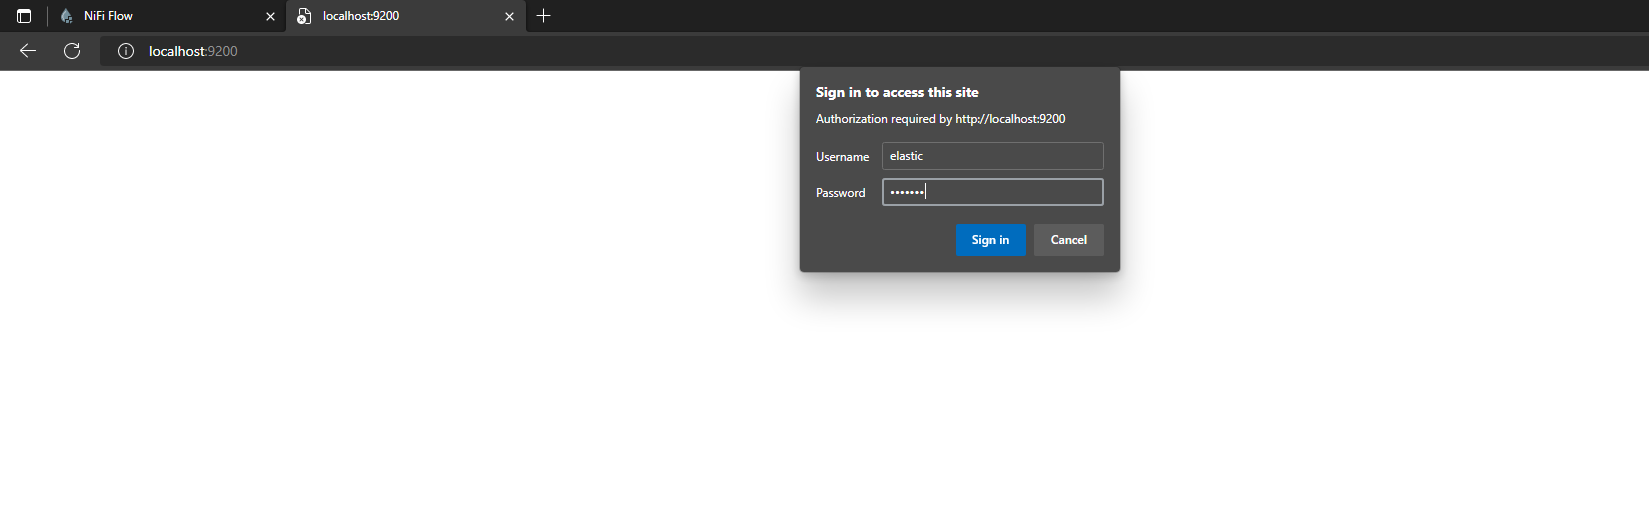 NiFi Flow
localhost:9200
localhost:9200
Sign in to access this site
Authorization required by http://localhost:9200
Username elastic
Password •••••••
Sign in Cancel